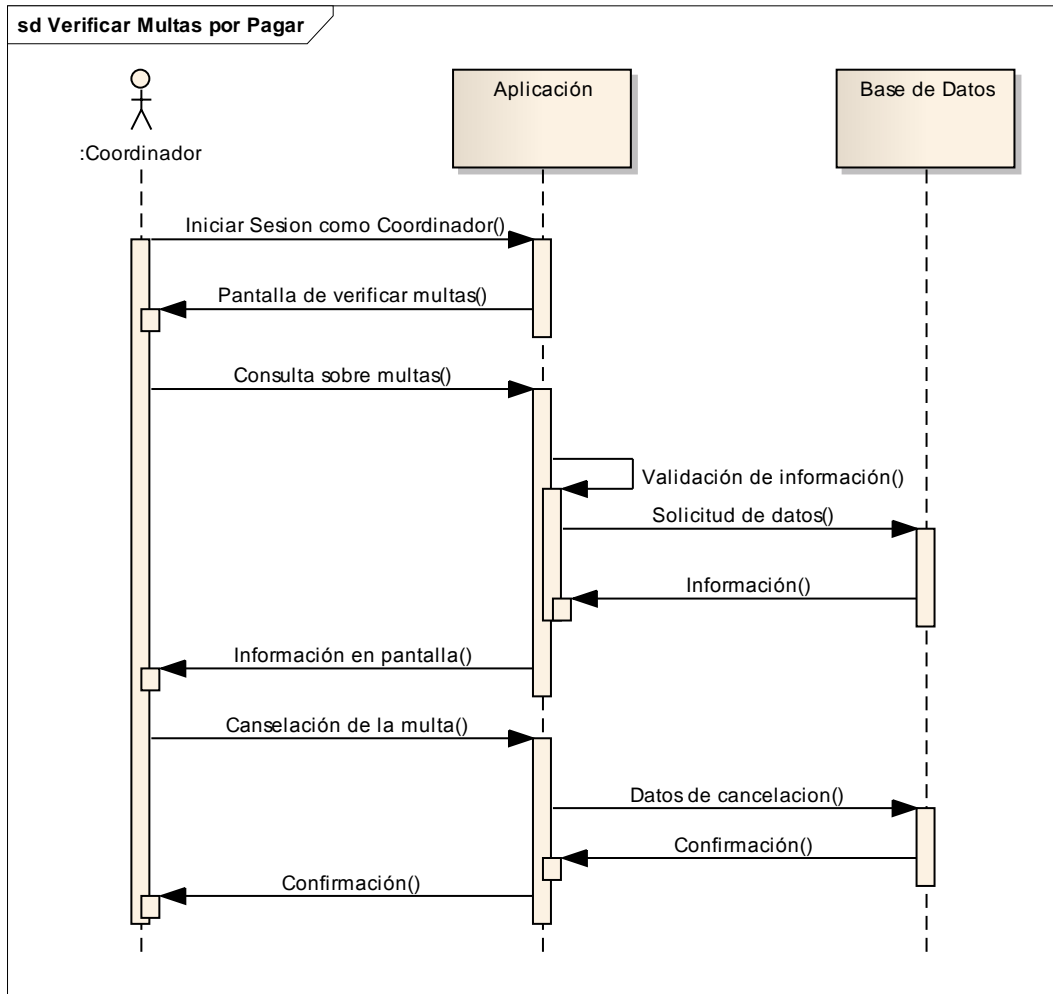 sd Verificar Multas por Pagar
:Coordinador
Aplicación
Base de Datos
Iniciar Sesion como Coordinador()
Pantalla de verificar multas()
Consulta sobre multas()
Validación de información()
Solicitud de datos()
Información()
Información en pantalla()
Canselación de la multa()
Datos de cancelacion()
Confirmación()
Confirmación()